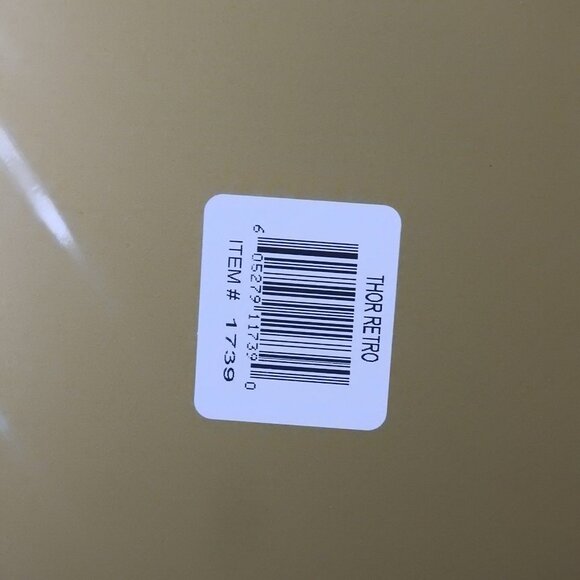 THOR RETRO
6 05279 11739 0
ITEM # 1739